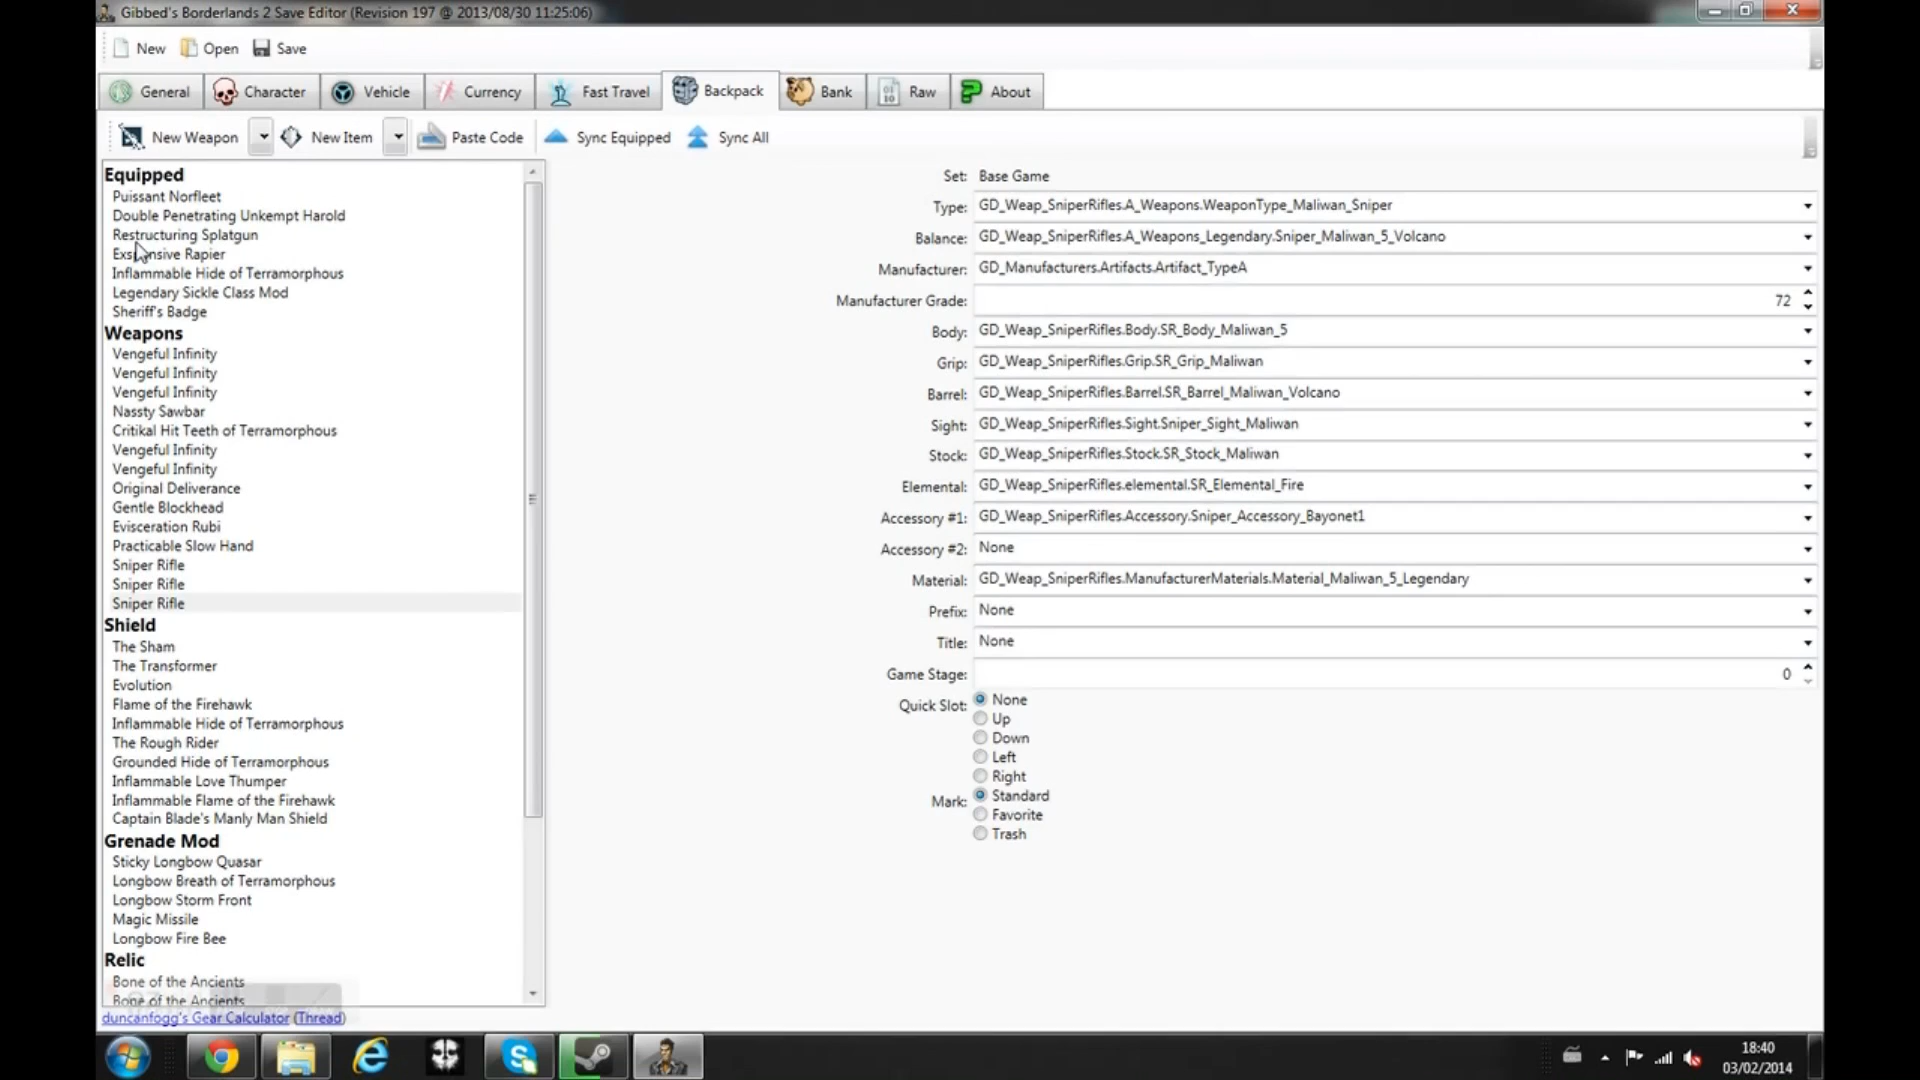 Gibbed's Borderlands 2 Save Editor (Revision 197 @ 2013/08/30 11:25:06)
New Open Save
General Character Vehicle Currency Fast Travel Backpack Bank Raw About
New Weapon New Item Paste Code Sync Equipped Sync All
Equipped
Puissant Norfleet
Double Penetrating Unkempt Harold
Restructuring Splatgun
Rapier
Inflammable Hide of Terramorphous
Legendary Sickle Class Mod
Sheriff's Badge
Weapons
Vengeful Infinity
Vengeful Infinity
Vengeful Infinity
Nassty Sawbar
Critikal Hit Teeth of Terramorphous
Vengeful Infinity
Vengeful Infinity
Original Deliverance
Gentle Blockhead
Evisceration Rubi
Practicable Slow Hand
Sniper Rifle
Sniper Rifle
Sniper Rifle
Shield
The Sham
The Transformer
Evolution
Flame of the Firehawk
Inflammable Hide of Terramorphous
The Rough Rider
Grounded Hide of Terramorphous
Inflammable Love Thumper
Inflammable Flame of the Firehawk
Captain Blade's Manly Man Shield
Grenade Mod
Sticky Longbow Quasar
Longbow Breath of Terramorphous
Longbow Storm Front
Magic Missile
Longbow Fire Bee
Relic
Bone of the Ancients
Bone of the Ancients
duncanfogg's Gear Calculator (Thread)
Set: Base Game
Type: GD_Weap_SniperRifles.A_Weapons.WeaponType_Maliwan_Sniper
Balance: GD_Weap_SniperRifles.A_Weapons_Legendary.Sniper_Maliwan_5_Volcano
Manufacturer: GD_Manufacturers.Artifacts.Artifact_TypeA
Manufacturer Grade: 72
Body: GD_Weap_SniperRifles.Body.SR_Body_Maliwan_5
Grip: GD_Weap_SniperRifles.Grip.SR_Grip_Maliwan
Barrel: GD_Weap_SniperRifles.Barrel.SR_Barrel_Maliwan_Volcano
Sight: GD_Weap_SniperRifles.Sight.Sniper_Sight_Maliwan
Stock: GD_Weap_SniperRifles.Stock.SR_Stock_Maliwan
Elemental: GD_Weap_SniperRifles.elemental.SR_Elemental_Fire
Accessory #1: GD_Weap_SniperRifles.Accessory.Sniper_Accessory_Bayonet1
Accessory #2: None
Material: GD_Weap_SniperRifles.ManufacturerMaterials.Material_Maliwan_5_Legendary
Prefix: None
Title: None
Game Stage: 0
Quick Slot: None
Up
Down
Left
Right
Mark: Standard
Favorite
Trash
18:40
03/02/2014